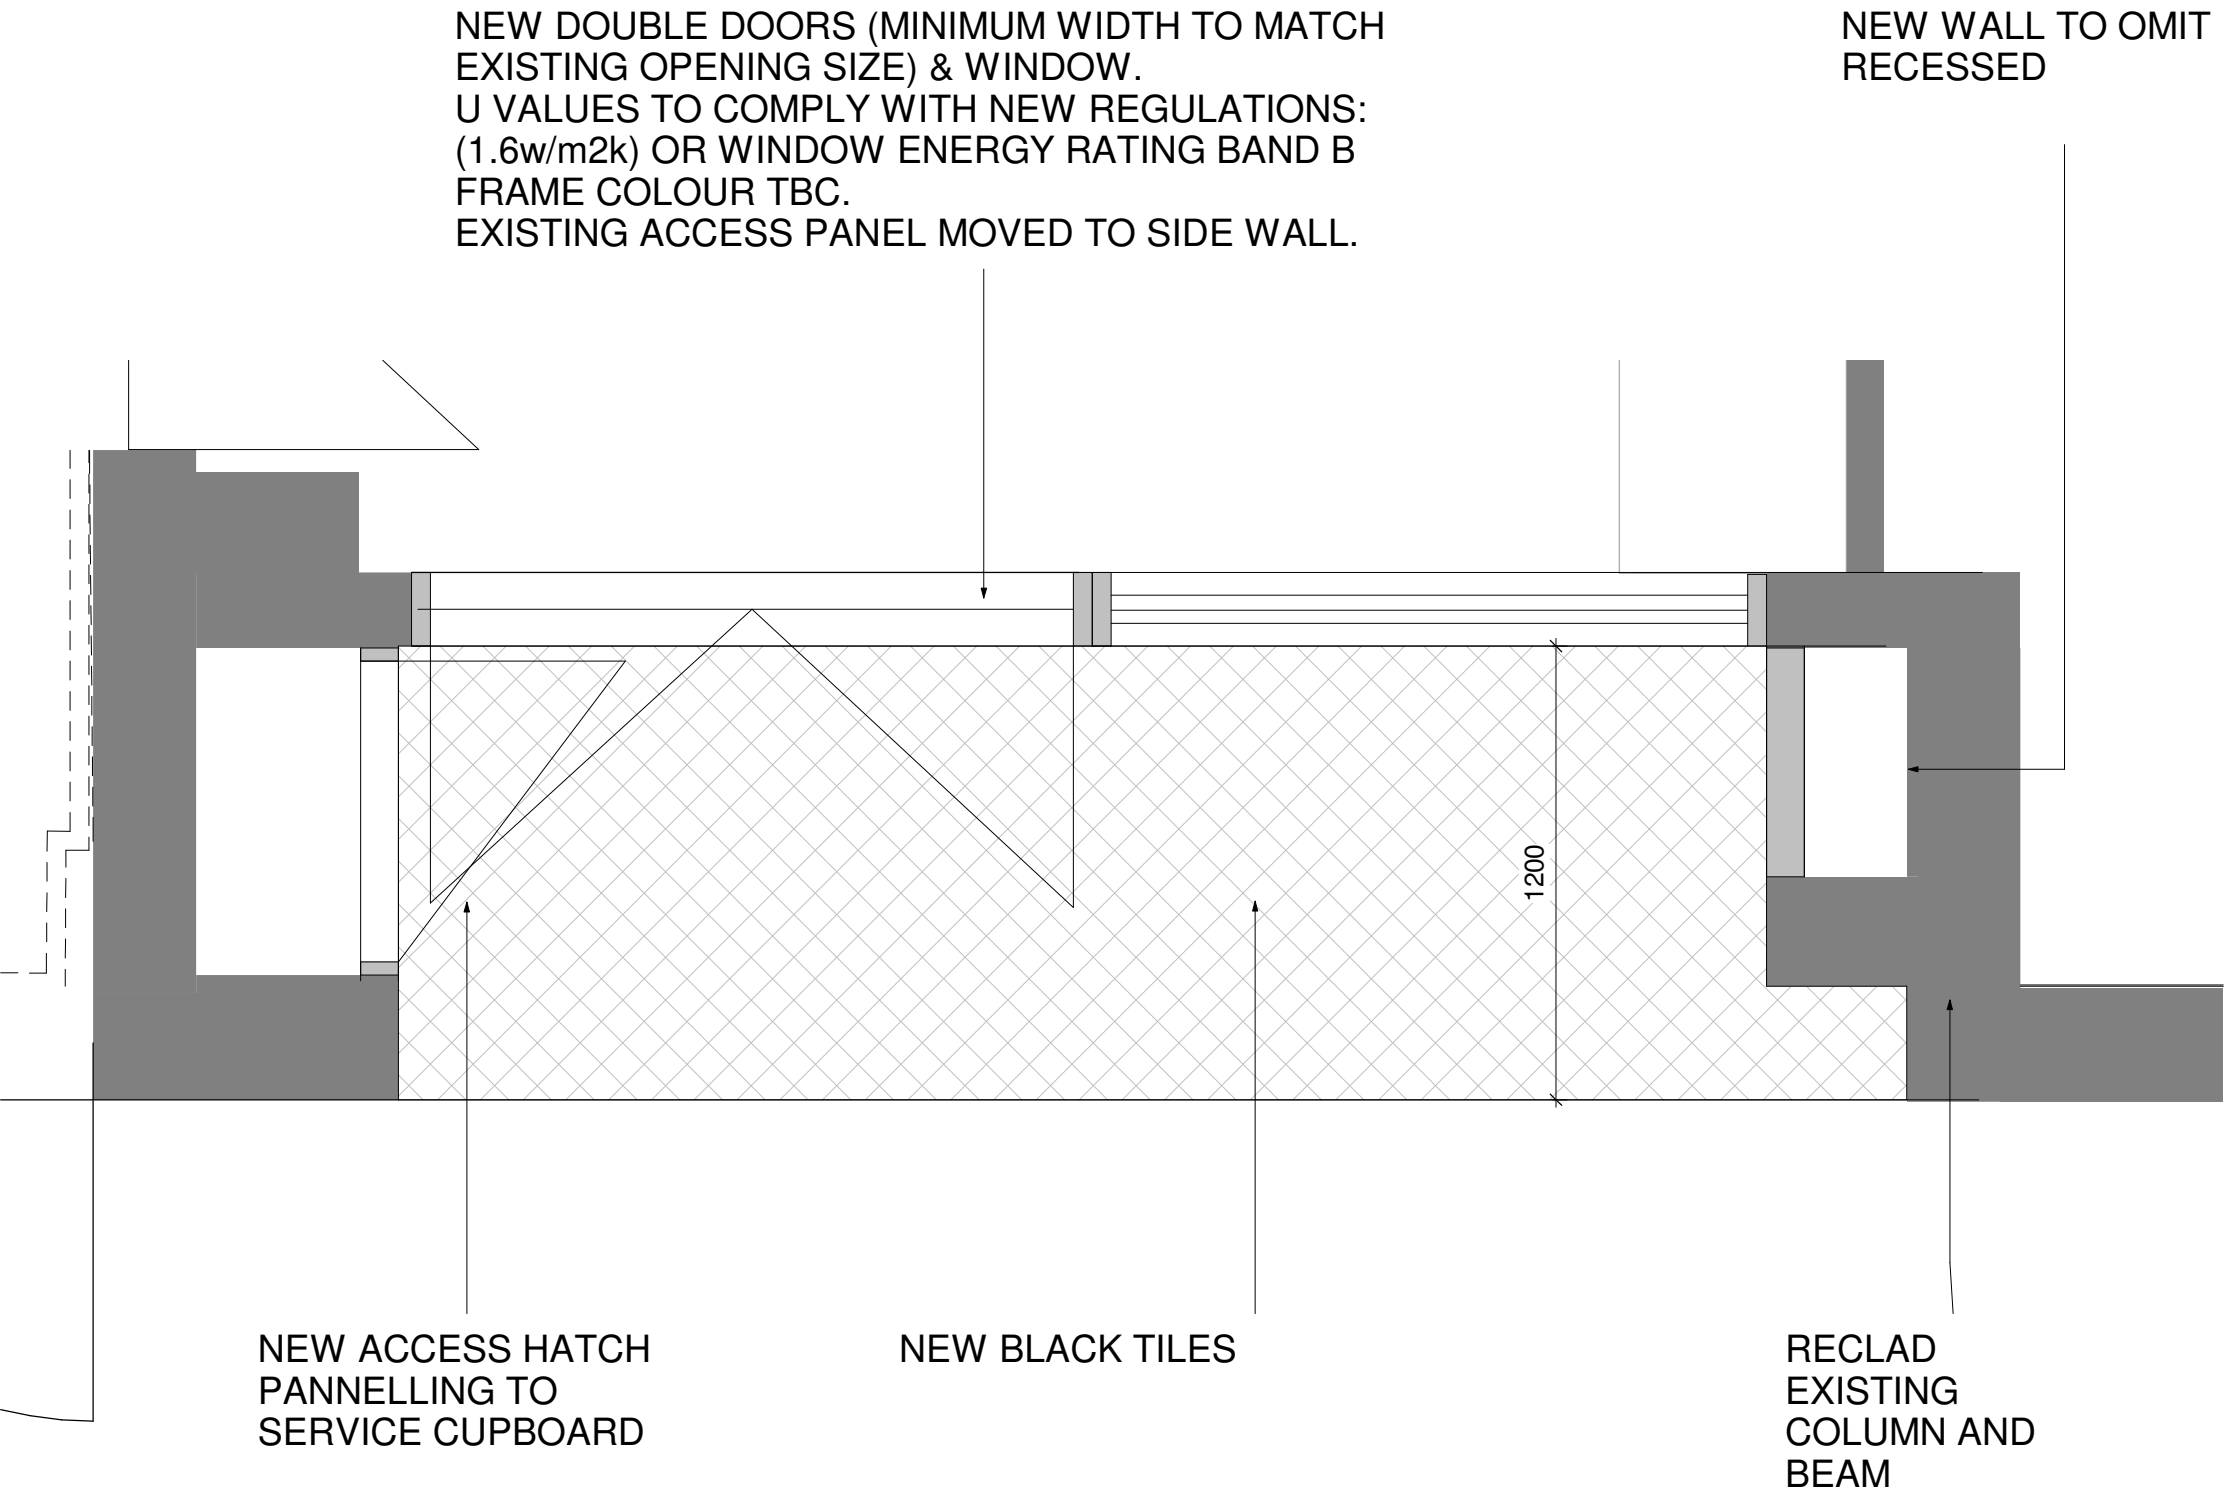 NEW DOUBLE DOORS (MINIMUM WIDTH TO MATCH
EXISTING OPENING SIZE) & WINDOW.
U VALUES TO COMPLY WITH NEW REGULATIONS:
(1.6w/m2k) OR WINDOW ENERGY RATING BAND B
FRAME COLOUR TBC.
EXISTING ACCESS PANEL MOVED TO SIDE WALL.
NEW WALL TO OMIT
RECESSED
1200
NEW ACCESS HATCH
PANNELLING TO
SERVICE CUPBOARD
NEW BLACK TILES
RECLAD
EXISTING
COLUMN AND
BEAM